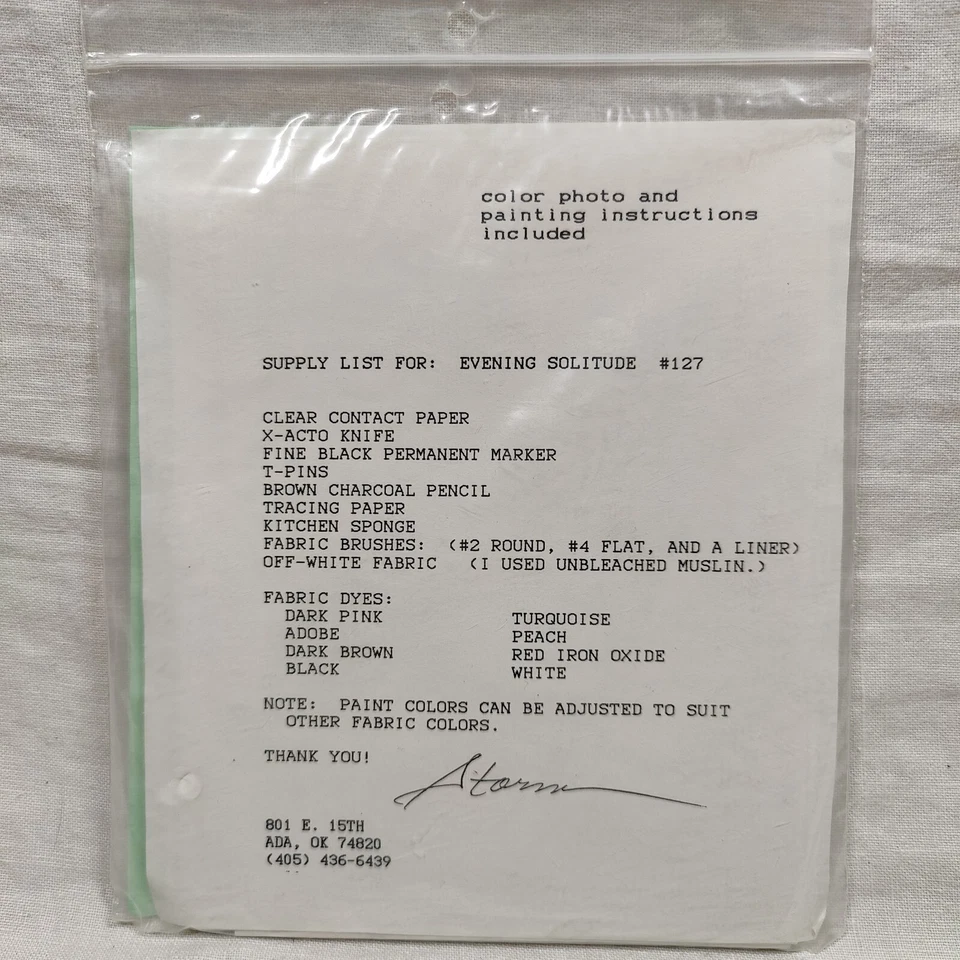 color photo and
painting instructions
included
SUPPLY LIST FOR: EVENING SOLITUDE #127
CLEAR CONTACT PAPER
X-ACTO KNIFE
FINE BLACK PERMANENT MARKER
T-PINS
BROWN CHARCOAL PENCIL
TRACING PAPER
KITCHEN SPONGE
FABRIC BRUSHES: (#2 ROUND, #4 FLAT, AND A LINER)
OFF-WHITE FABRIC (I USED UNBLEACHED MUSLIN.)
FABRIC DYES:
DARK PINK TURQUOISE
ADOBE PEACH
DARK BROWN RED IRON OXIDE
BLACK WHITE
NOTE: PAINT COLORS CAN BE ADJUSTED TO SUIT
OTHER FABRIC COLORS.
THANK YOU!
Storm
801 E. 15TH
ADA, OK 74820
(405) 436-6439